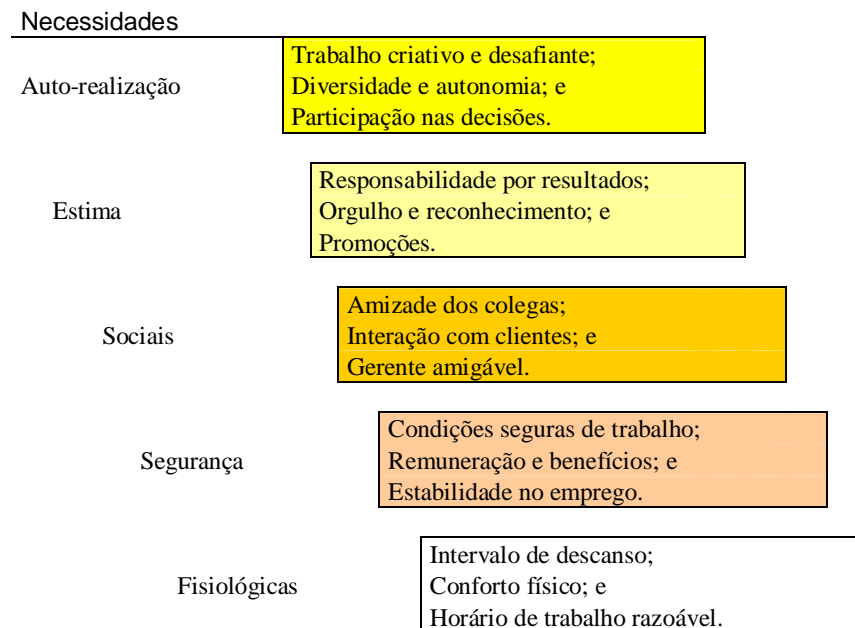 Necessidades
Trabalho criativo e desafiante;
Auto-realização
Diversidade e autonomia; e
Participação nas decisões.
Responsabilidade por resultados;
Estima
Orgulho e reconhecimento; e
Promoções.
Amizade dos colegas;
Sociais
Interação com clientes; e
Gerente amigável.
Condições seguras de trabalho;
Segurança
Remuneração e benefícios; e
Estabilidade no emprego.
Intervalo de descanso;
Fisiológicas
Conforto físico; e
Horário de trabalho razoável.